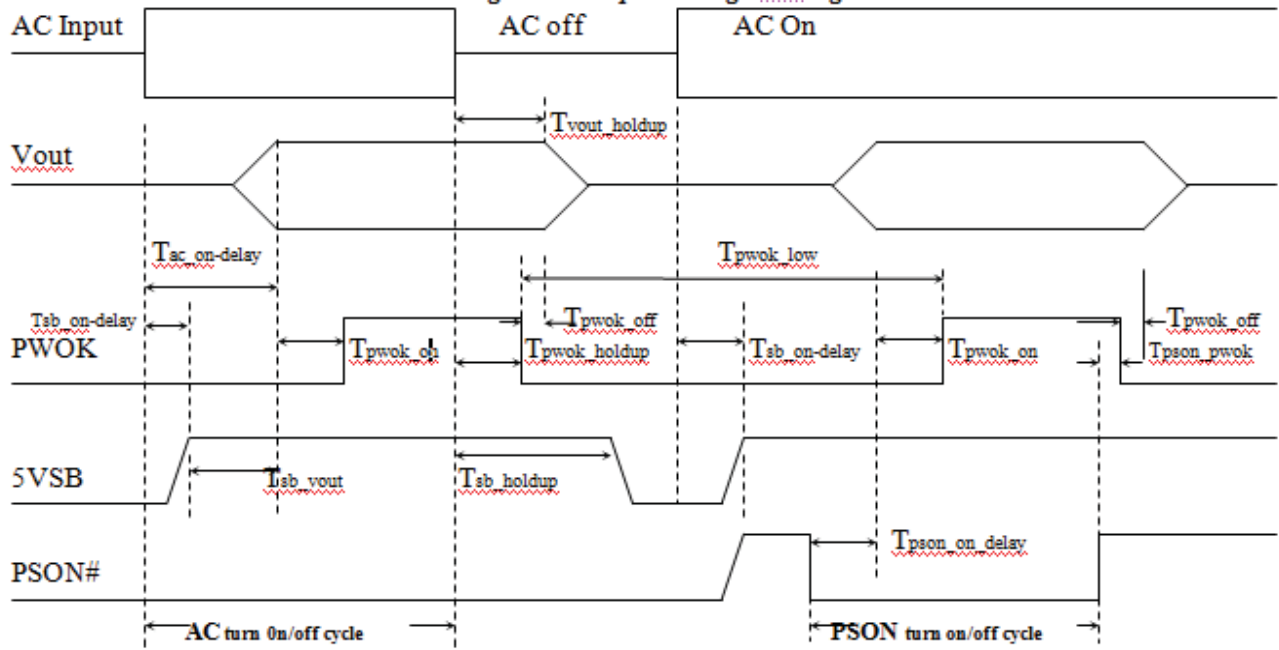 AC Input
AC off
AC On
Tvout_holdup
Vout
Tac_on-delay
Tpwok_low
Tsb_on-delay
Tpwok_off
Tpwok_off
PWOK
Tpwok_on
Tpwok_holdup
Tsb_on-delay
Tpwok_on
Tpson_pwok
5VSB
Tsb_vout
Tsb_holdup
Tpson_on_delay
PSON#
AC turn 0n/off cycle
PSON turn on/off cycle